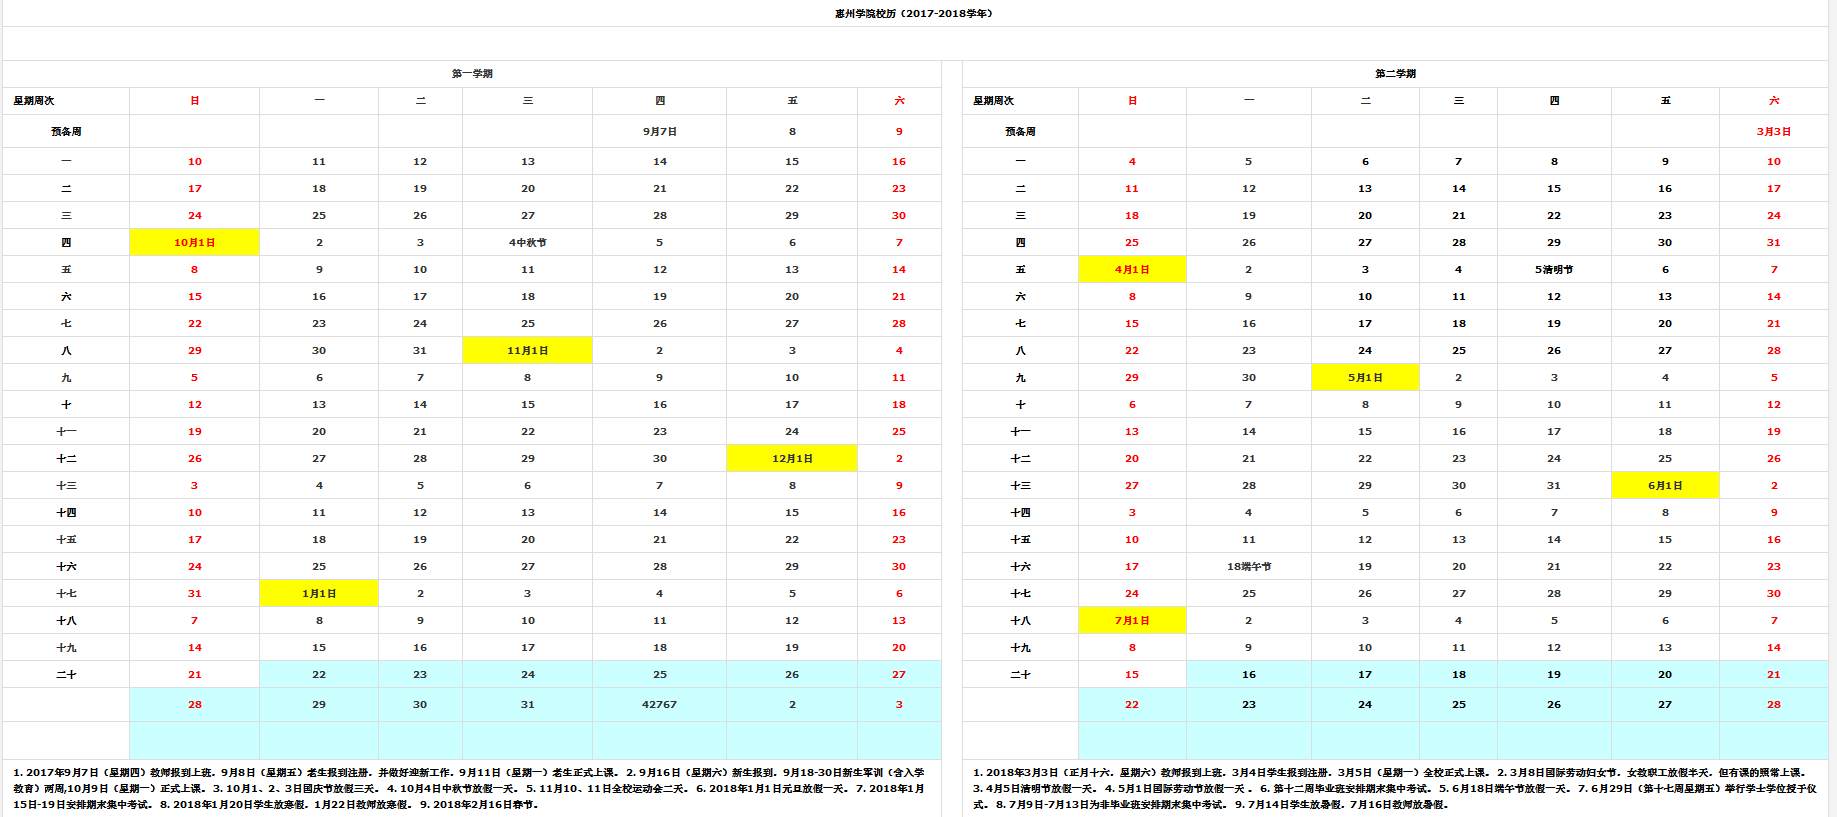 惠州学院校历（2017-2018学年）
第一学期 第二学期
星期周次 日 一 二 三 四 五 六 星期周次 日 一 二 三 四 五 六
预备周 9月7日 8 9 预备周 3月3日
一 10 11 12 13 14 15 16 一 4 5 6 7 8 9 10
二 17 18 19 20 21 22 23 二 11 12 13 14 15 16 17
三 24 25 26 27 28 29 30 三 18 19 20 21 22 23 24
四 10月1日 2 3 4中秋节 5 6 7 四 25 26 27 28 29 30 31
五 8 9 10 11 12 13 14 五 4月1日 2 3 4 5清明节 6 7
六 15 16 17 18 19 20 21 六 8 9 10 11 12 13 14
七 22 23 24 25 26 27 28 七 15 16 17 18 19 20 21
八 29 30 31 11月1日 2 3 4 八 22 23 24 25 26 27 28
九 5 6 7 8 9 10 11 九 29 30 5月1日 2 3 4 5
十 12 13 14 15 16 17 18 十 6 7 8 9 10 11 12
十一 19 20 21 22 23 24 25 十一 13 14 15 16 17 18 19
十二 26 27 28 29 30 12月1日 2 十二 20 21 22 23 24 25 26
十三 3 4 5 6 7 8 9 十三 27 28 29 30 31 6月1日 2
十四 10 11 12 13 14 15 16 十四 3 4 5 6 7 8 9
十五 17 18 19 20 21 22 23 十五 10 11 12 13 14 15 16
十六 24 25 26 27 28 29 30 十六 17 18端午节 19 20 21 22 23
十七 31 1月1日 2 3 4 5 6 十七 24 25 26 27 28 29 30
十八 7 8 9 10 11 12 13 十八 7月1日 2 3 4 5 6 7
十九 14 15 16 17 18 19 20 十九 8 9 10 11 12 13 14
二十 21 22 23 24 25 26 27 二十 15 16 17 18 19 20 21
28 29 30 31 42767 2 3 22 23 24 25 26 27 28
1. 2017年9月7日（星期四）教师报到上班。9月8日（星期五）老生报到注册。并做好迎新工作。9月11日（星期一）老生正式上课。 2. 9月16日（星期六）新生报到。9月18-30日新生军训（含入学
教育）两周,10月9日（星期一）正式上课。 3. 10月1、2、3日国庆节放假三天。 4. 10月4日中秋节放假一天。 5. 11月10、11日全校运动会二天。 6. 2018年1月1日元旦放假一天。 7. 2018年1月
15日-19日安排期末集中考试。 8. 2018年1月20日学生放寒假。1月22日教师放寒假。 9. 2018年2月16日春节。
1. 2018年3月3日（正月十六。星期六）教师报到上班。3月4日学生报到注册。3月5日（星期一）全校正式上课。 2. 3月8日国际劳动妇女节。女教职工放假半天。但有课的照常上课。
3. 4月5日清明节放假一天。 4. 5月1日国际劳动节放假一天 。 6. 第十二周毕业班安排期末集中考试。 5. 6月18日端午节放假一天。 7. 6月29日（第十七周星期五）举行学士学位授予仪
式。 8. 7月9日-7月13日为非毕业班安排期末集中考试。 9. 7月14日学生放暑假。7月16日教师放暑假。